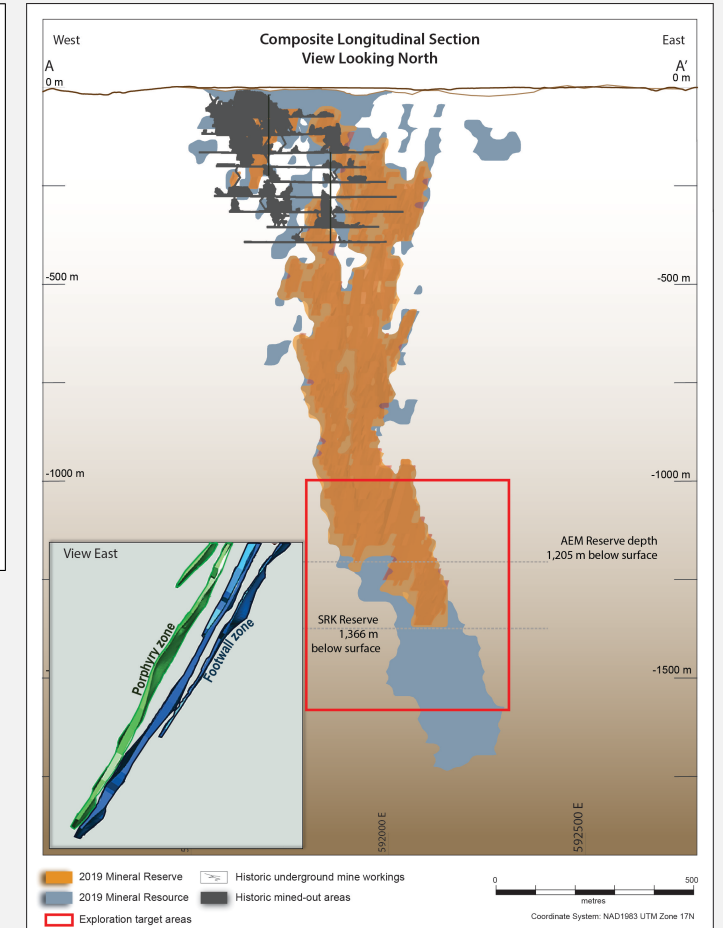 Composite Longitudinal Section
View Looking North
West
East
A
A'
0 m
0 m
-500 m
-500 m
-1000 m
-1000 m
AEM Reserve depth
1,205 m below surface
SRK Reserve
1,366 m
below surface
-1500 m
View East
Porphyry zone
Footwall zone
592000 E
592500 E
2019 Mineral Reserve
Historic underground mine workings
2019 Mineral Resource
Historic mined-out areas
Exploration target areas
0
500
metres
Coordinate System: NAD1983 UTM Zone 17N